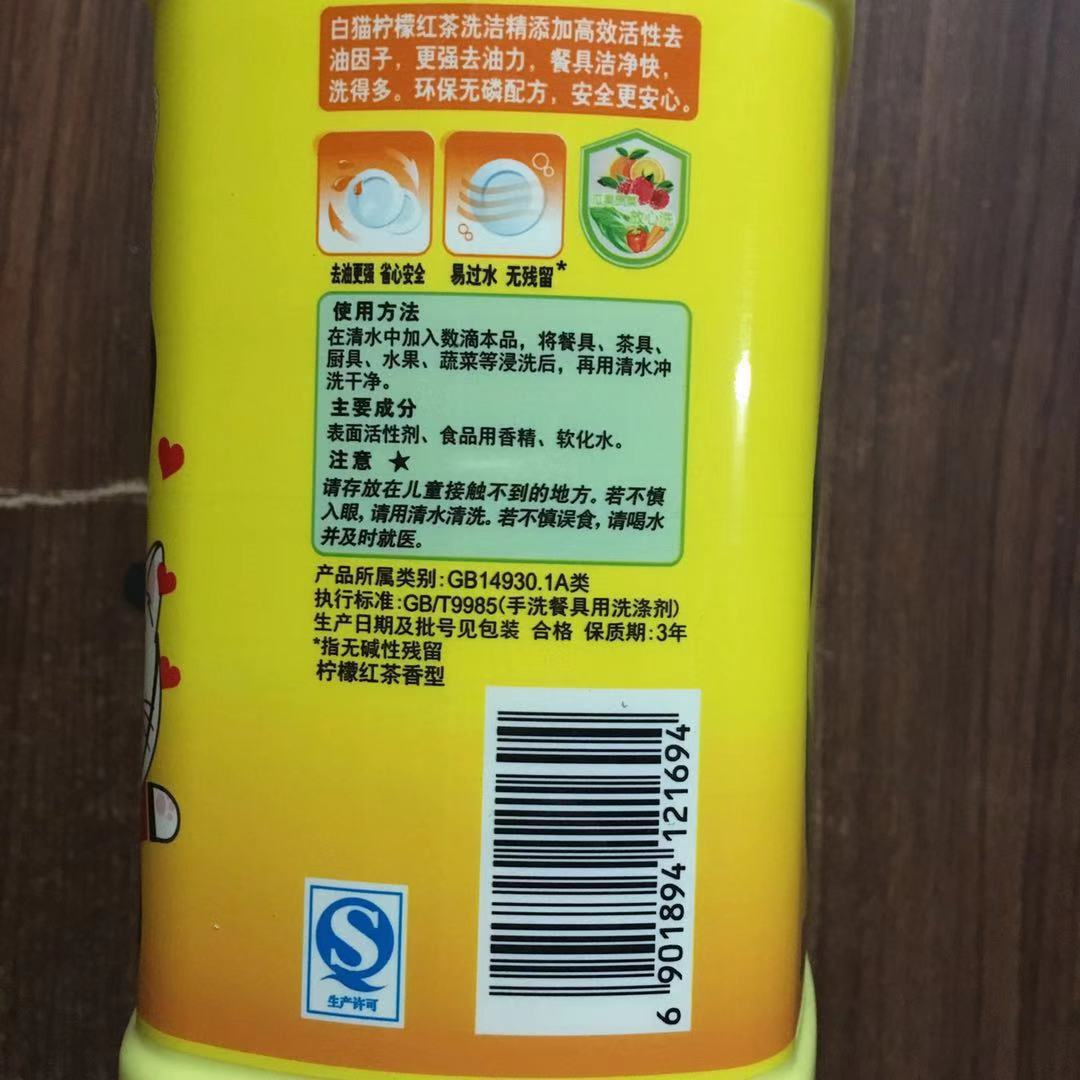 白猫柠檬红茶洗洁精添加高效活性去
油因子，更强去油力，餐具洁净快，
洗得多。环保无磷配方，安全更安心。
瓜果蔬菜
放心洗
去油更强 省心安全
易过水 无残留*
使用方法
在清水中加入数滴本品，将餐具、茶具、
厨具、水果、蔬菜等浸洗后，再用清水冲
洗干净。
主要成分
表面活性剂、食品用香精、软化水。
注意 ★
请存放在儿童接触不到的地方。若不慎
入眼，请用清水清洗。若不慎误食，请喝水
并及时就医。
产品所属类别：GB14930.1A类
执行标准：GB/T9985（手洗餐具用洗涤剂）
生产日期及批号见包装 合格 保质期：3年
*指无碱性残留
柠檬红茶香型
6 901894 121694
生产许可